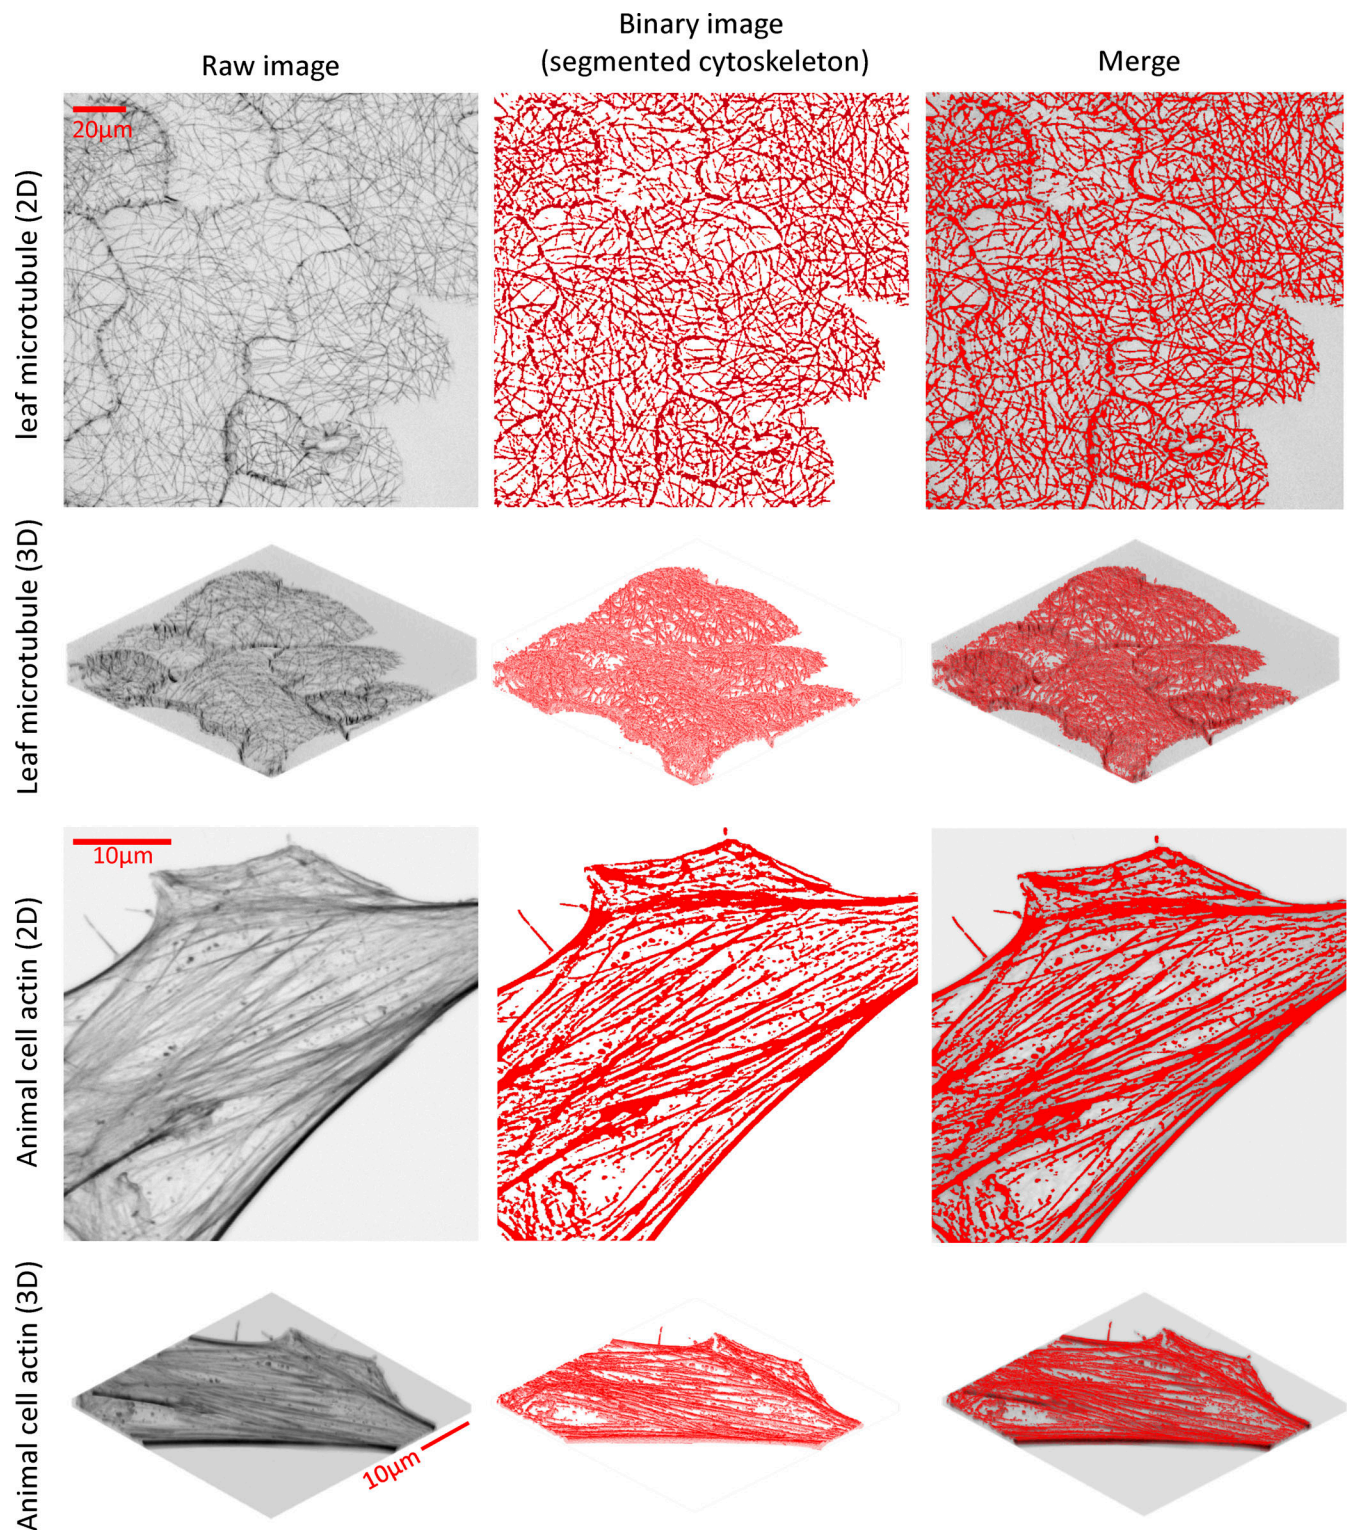 Raw image
Binary image
(segmented cytoskeleton)
Merge
leaf microtubule (2D)
20µm
Leaf microtubule (3D)
Animal cell actin (2D)
10µm
Animal cell actin (3D)
10µm